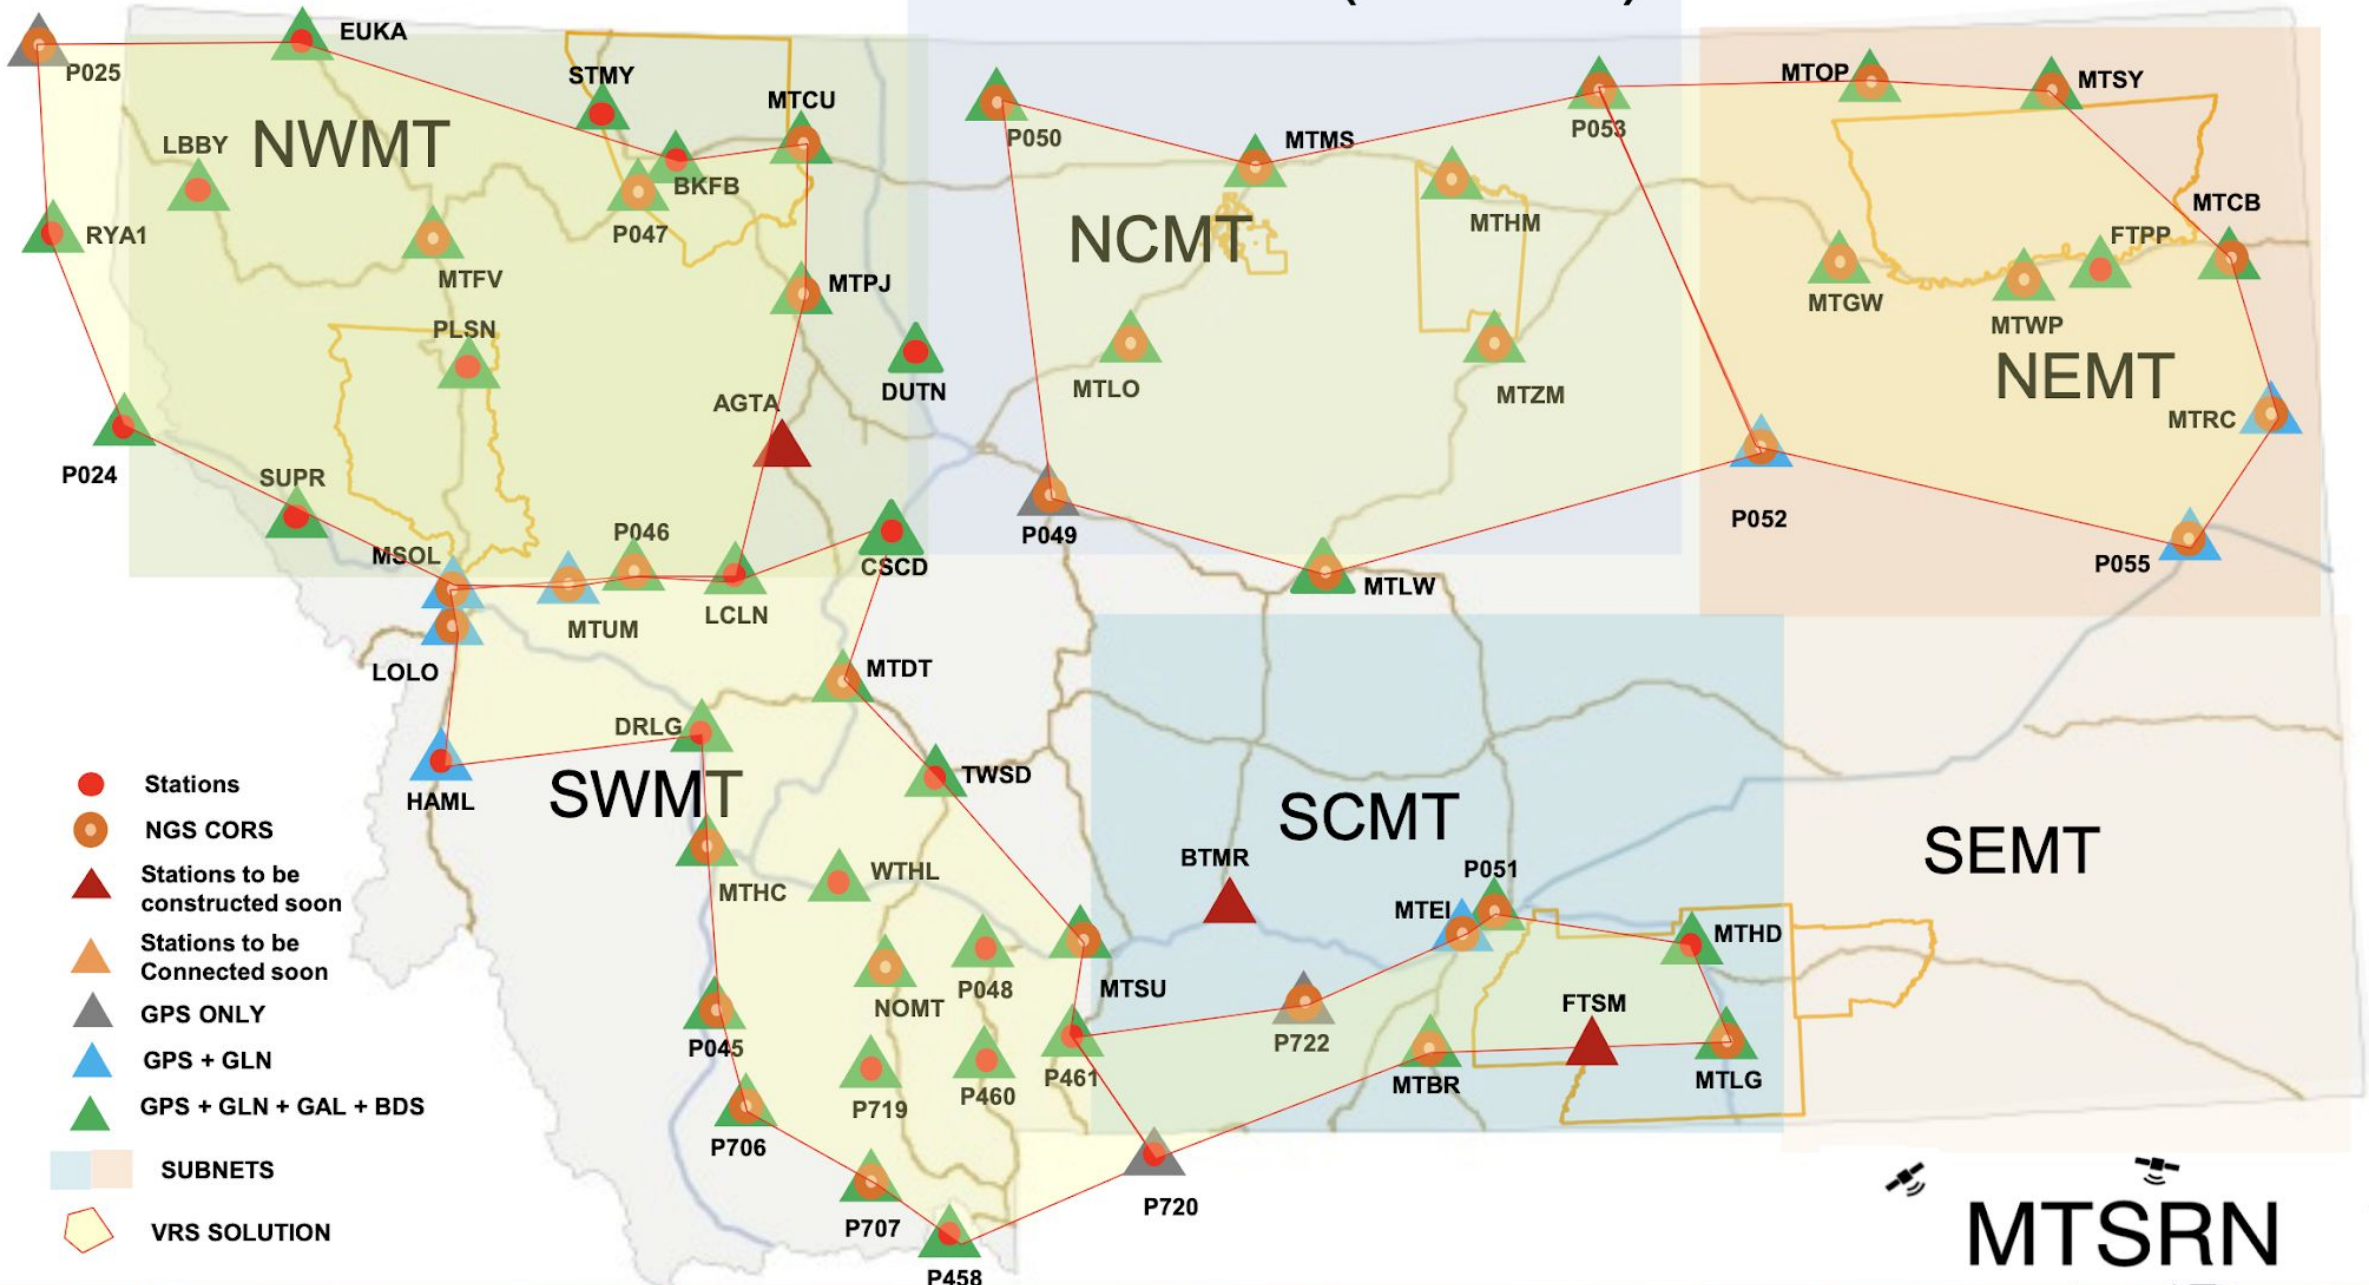 EUKA
P025
STMY
MTCU
LBBY
NWMT
BKFB
RYA1
P047
MTFV
MTPJ
PLSN
DUTN
AGTA
P024
SUPR
P046
MSOL
CSCD
MTUM
LCLN
LOLO
P050
MTMS
P053
MTHM
NCMT
MTLO
MTZM
P049
MTLW
MTOP
MTSY
MTCB
FTPP
MTGW
MTWP
NEMT
MTRC
P052
P055
MTDT
DRLG
HAML
SWMT
TWSD
MTHC
WTHL
P048
NOMT
MTSU
P045
P719
P460
P461
P706
P707
P458
P720
SCMT
BTMR
P051
MTEI
MTHD
FTSM
P722
MTBR
MTLG
SEMT
Stations
NGS CORS
Stations to be
constructed soon
Stations to be
Connected soon
GPS ONLY
GPS + GLN
GPS + GLN + GAL + BDS
SUBNETS
VRS SOLUTION
MTSRN